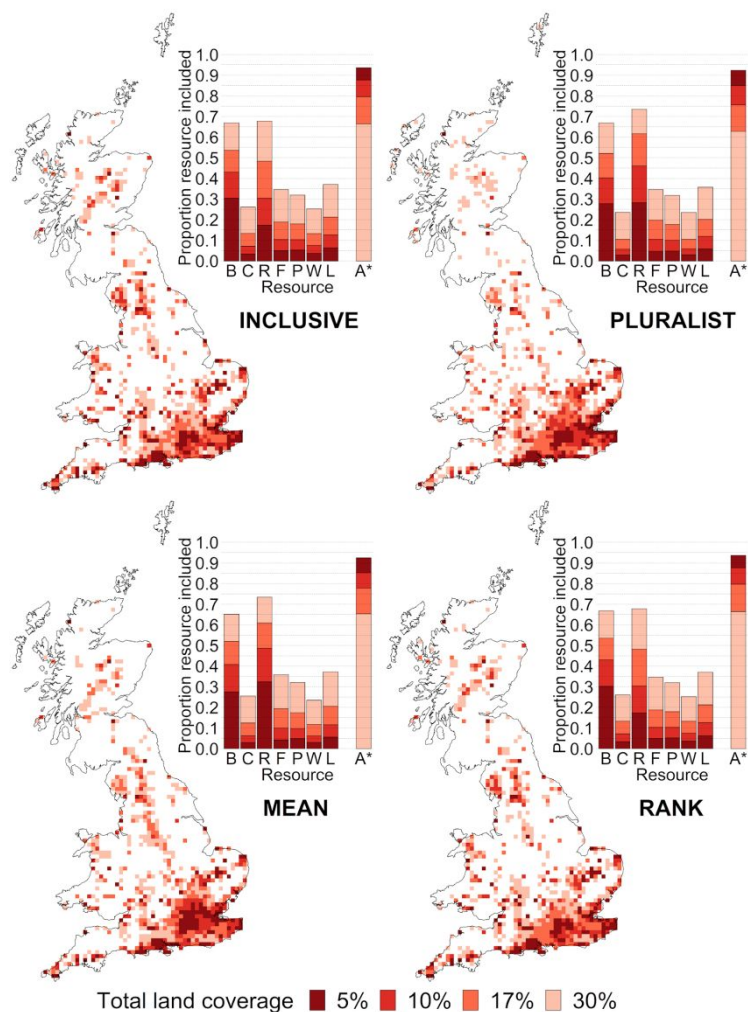 Proportion resource included
1.0
0.9
0.8
0.7
0.6
0.5
0.4
0.3
0.2
0.1
0.0
B C R F P W L A*
Resource
INCLUSIVE
Proportion resource included
1.0
0.9
0.8
0.7
0.6
0.5
0.4
0.3
0.2
0.1
0.0
B C R F P W L A*
Resource
PLURALIST
Proportion resource included
1.0
0.9
0.8
0.7
0.6
0.5
0.4
0.3
0.2
0.1
0.0
B C R F P W L A*
Resource
MEAN
Proportion resource included
1.0
0.9
0.8
0.7
0.6
0.5
0.4
0.3
0.2
0.1
0.0
B C R F P W L A*
Resource
RANK
Total land coverage 5% 10% 17% 30%